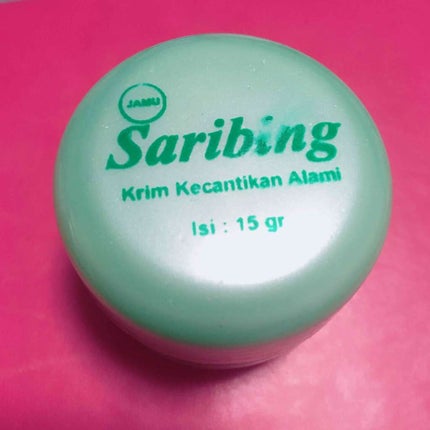 JAMU
Saribing
Krim Kecantikan Alami
Isi : 15 gr